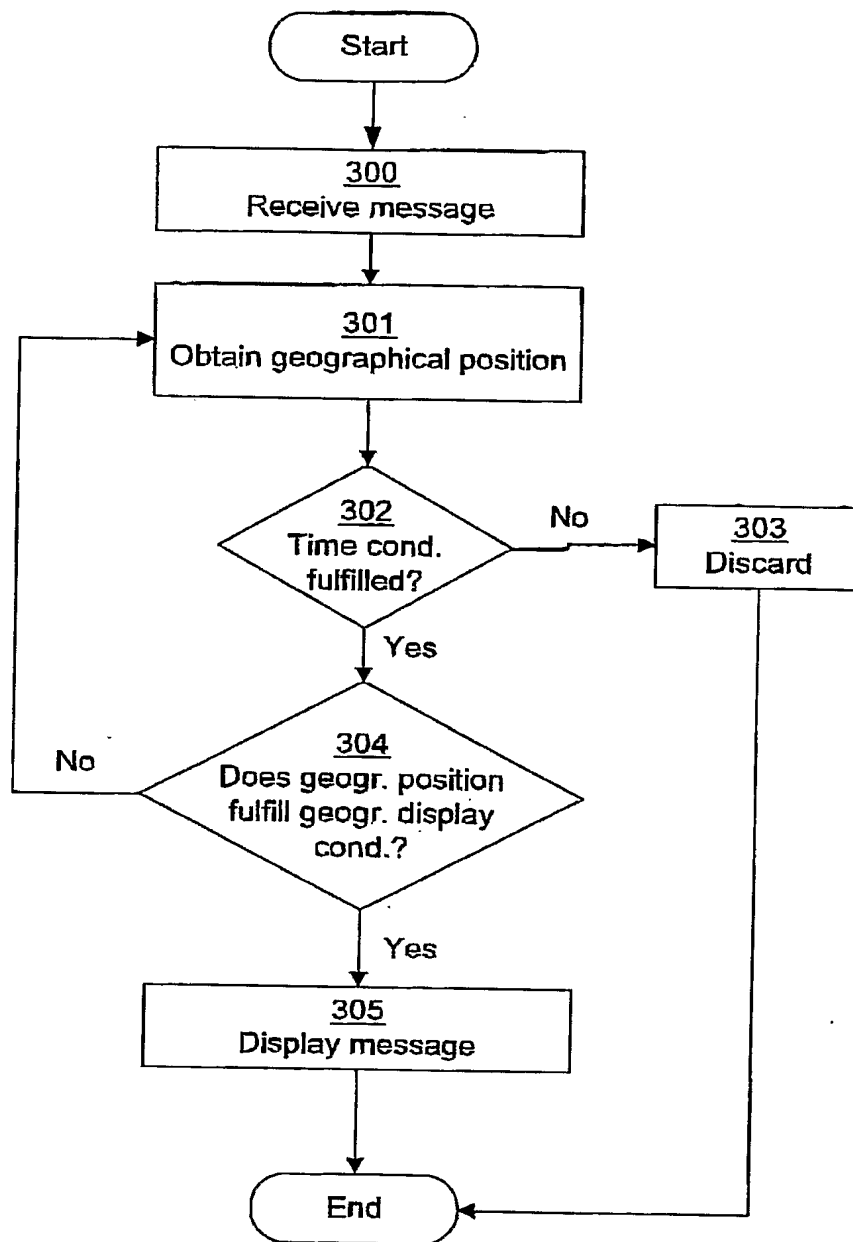 Start
300
Receive message
301
Obtain geographical position
302
Time cond.
fulfilled?
No
303
Discard
Yes
304
Does geogr. position
fulfill geogr. display
cond.?
No
Yes
305
Display message
End